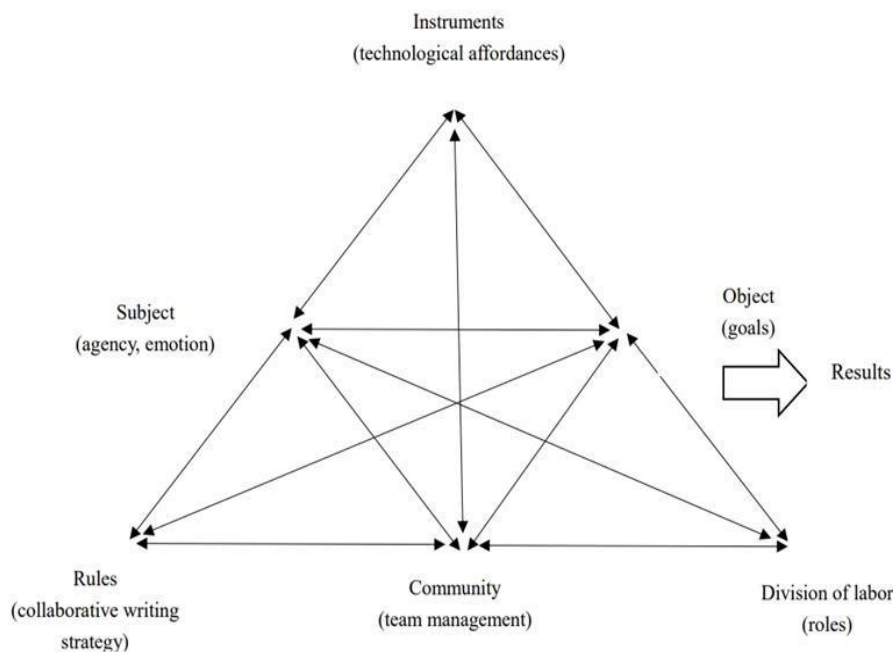 Instruments
(technological affordances)
Subject
(agency, emotion)
Object
(goals)
Results
Rules
(collaborative writing
strategy)
Community
(team management)
Division of labor
(roles)